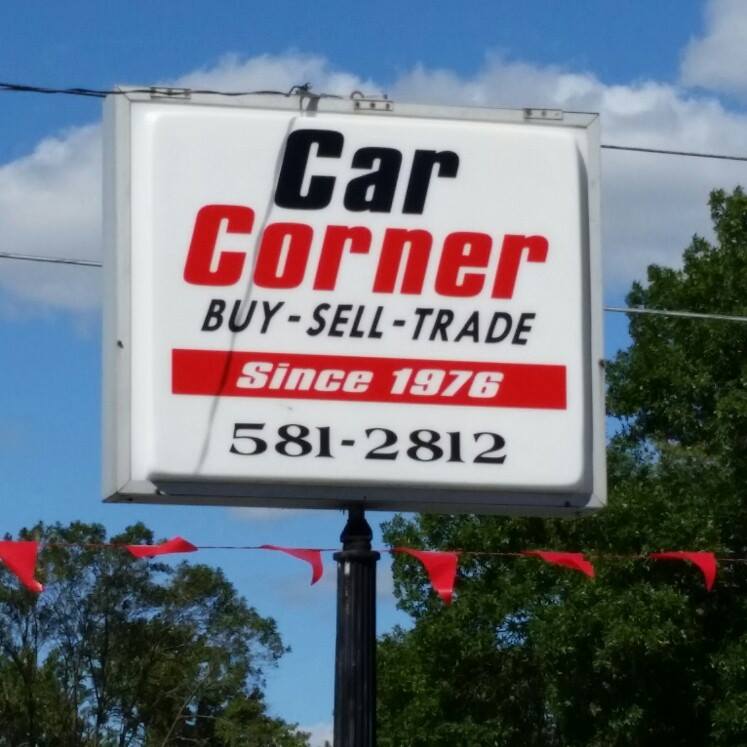 Car
Corner
BUY-SELL-TRADE
Since 1976
581-2812